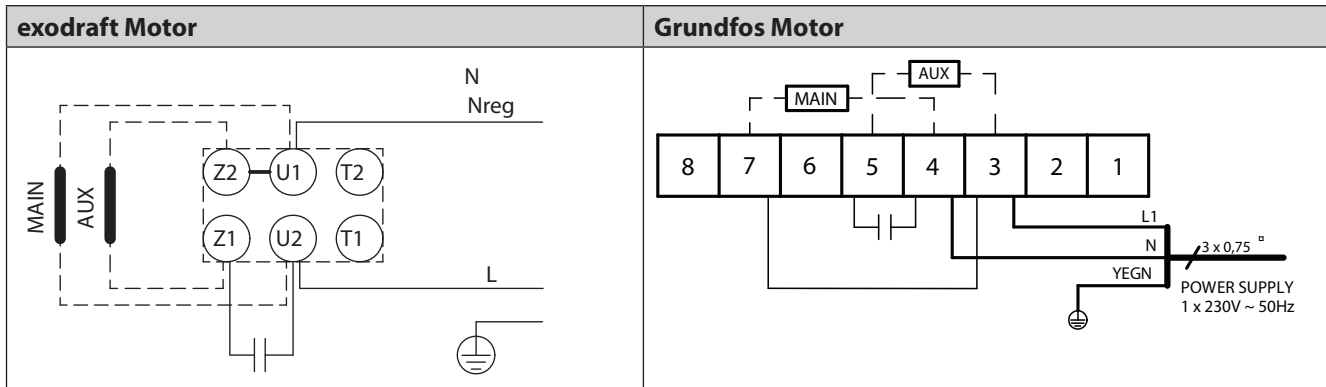 exodraft Motor
N
Nreg
MAIN
AUX
Z2
U1
T2
Z1
U2
T1
L
Grundfos Motor
AUX
MAIN
8 7 6 5 4 3 2 1
L1
N
3 x 0,75 ▫
YEGN
POWER SUPPLY
1 x 230V ~ 50Hz